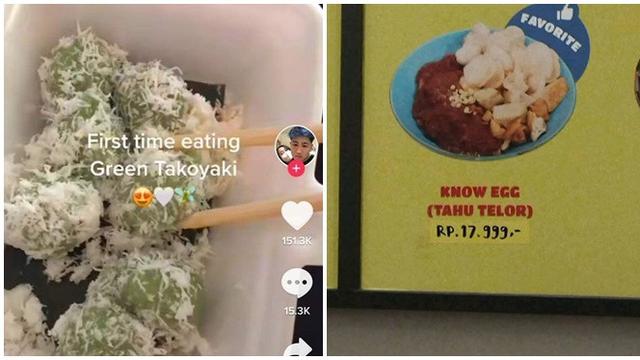 First time eating
Green Takoyaki
😍🤍🦋
151.3K
15.3K
FAVORITE
KNOW EGG
(TAHU TELOR)
RP.17.999,-